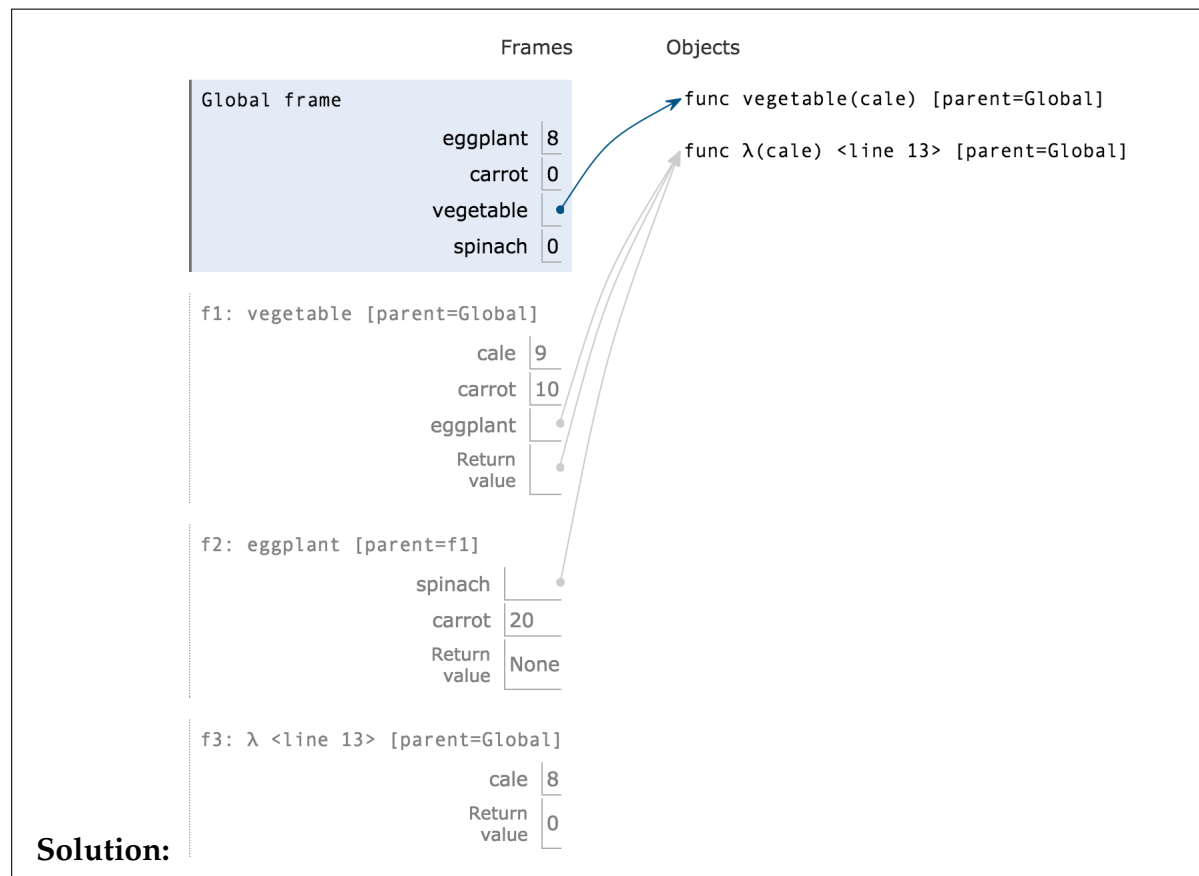 Frames Objects
Global frame
func vegetable(cale) [parent=Global]
eggplant 8
func λ(cale) <line 13> [parent=Global]
carrot 0
vegetable
spinach 0
f1: vegetable [parent=Global]
cale 9
carrot 10
eggplant
Return
value
f2: eggplant [parent=f1]
spinach
carrot 20
Return
value None
f3: λ <line 13> [parent=Global]
cale 8
Return
value 0
Solution: